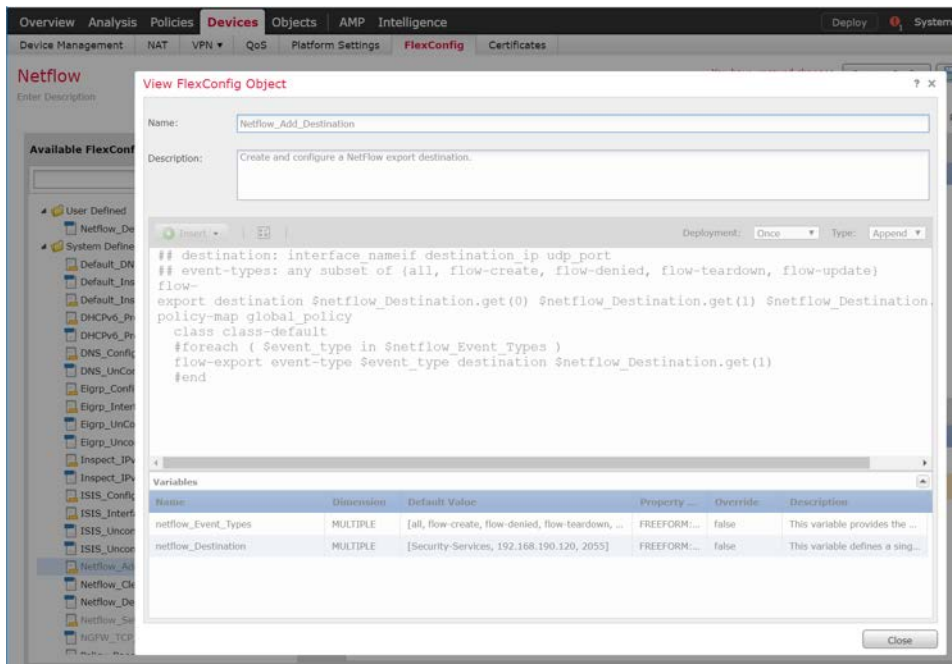 Overview Analysis Policies Devices Objects AMP Intelligence Deploy System
Device Management NAT VPN QoS Platform Settings FlexConfig Certificates
Netflow
Enter Description
View FlexConfig Object ? ×
Name: Netflow_Add_Destination
Available FlexConf
Description: Create and configure a NetFlow export destination.
User Defined
Netflow_De
System Define
Default_DN
Default_Ins
Default_Ins
DHCPv6_Pr
DHCPv6_Pr
DNS_Config
DNS_UnCon
Eigrp_Confi
Eigrp_Inter
Eigrp_UnCo
Eigrp_Unco
Inspect_IPv
Inspect_IPv
ISIS_Config
ISIS_Interf
ISIS_Uncon
ISIS_Uncon
Netflow_Ad
Netflow_Cle
Netflow_De
Netflow_Se
NGFW_TCP
Insert Deployment: Once Type: Append
## destination: interface_nameif destination_ip udp_port
## event-types: any subset of {all, flow-create, flow-denied, flow-teardown, flow-update}
flow-
export destination $netflow_Destination.get(0) $netflow_Destination.get(1) $netflow_Destination.
policy-map global_policy
class class-default
#foreach ( $event_type in $netflow_Event_Types )
flow-export event-type $event_type destination $netflow_Destination.get(1)
#end
Variables
Name Dimension Default Value Property ... Override Description
netflow_Event_Types MULTIPLE [all, flow-create, flow-denied, flow-teardown, ... FREEFORM:... false This variable provides the ...
netflow_Destination MULTIPLE [Security-Services, 192.168.190.120, 2055] FREEFORM:... false This variable defines a sing...
Close